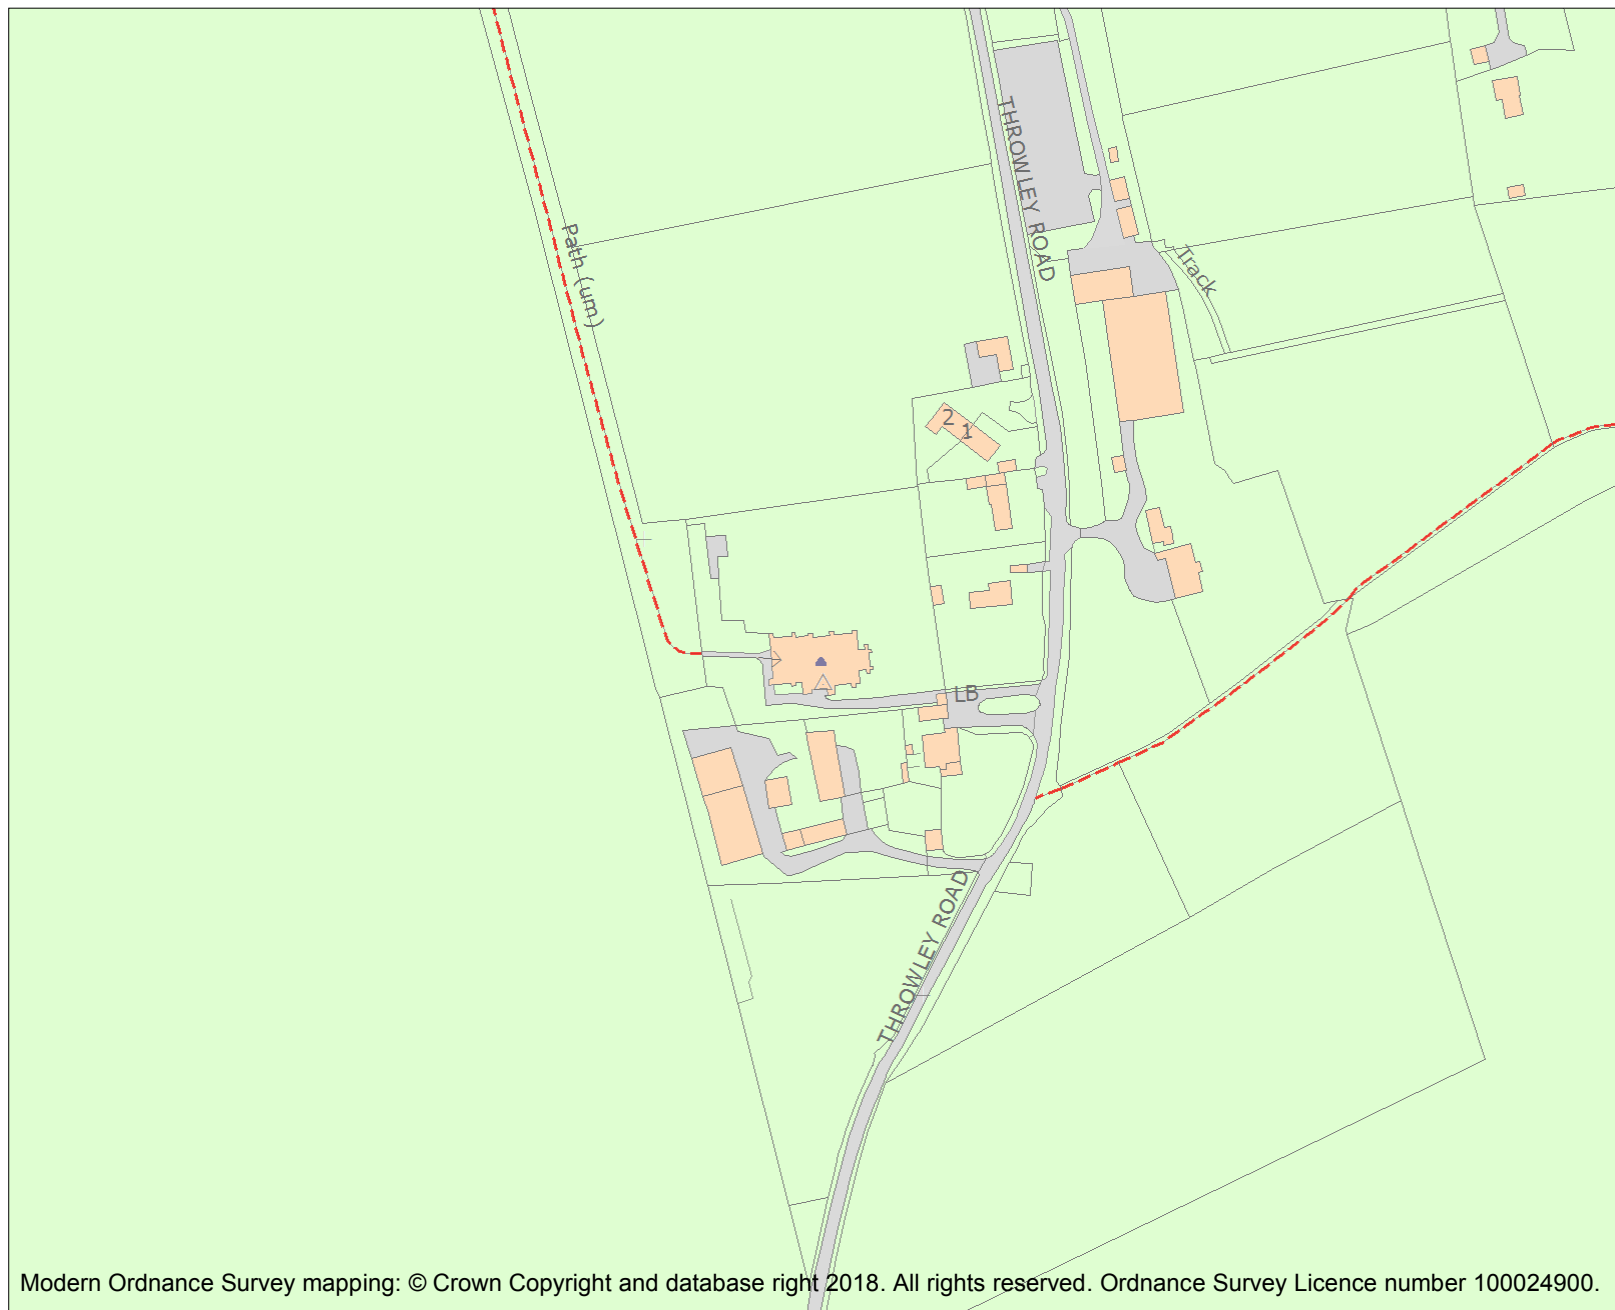 THROWLEY ROAD
Path (um)
Track
2
1
LB
THROWLEY ROAD
Modern Ordnance Survey mapping: © Crown Copyright and database right 2018. All rights reserved. Ordnance Survey Licence number 100024900.